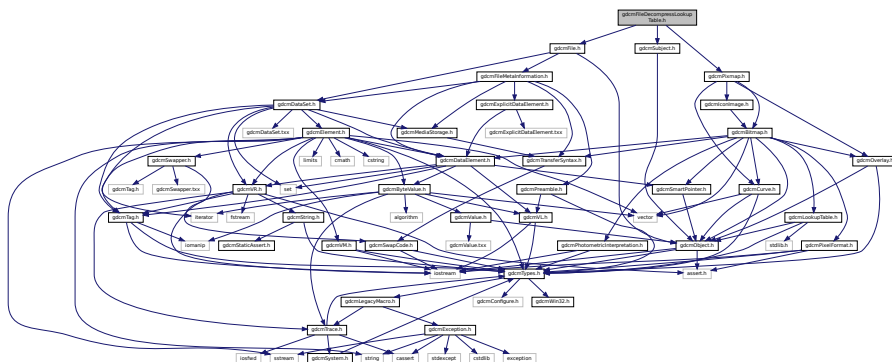 gdcmFileDecompressLookup
Table.h
gdcmFile.h
gdcmSubject.h
gdcmFileMetaInformation.h
gdcmPixmap.h
gdcmDataSet.h
gdcmExplicitDataElement.h
gdcmIconImage.h
gdcmDataSet.txx
gdcmElement.h
gdcmMediaStorage.h
gdcmExplicitDataElement.txx
gdcmBitmap.h
gdcmSwapper.h
limits
cmath
cstring
gdcmDataElement.h
gdcmTransferSyntax.h
gdcmOverlay.h
gdcmTag.h
gdcmSwapper.txx
gdcmVR.h
set
gdcmByteValue.h
gdcmPreamble.h
gdcmSmartPointer.h
gdcmCurve.h
gdcmTag.h
iterator
fstream
gdcmString.h
algorithm
gdcmValue.h
gdcmVL.h
vector
gdcmLookupTable.h
iomanip
gdcmStaticAssert.h
gdcmVM.h
gdcmSwapCode.h
gdcmValue.txx
gdcmPhotometricInterpretation.h
gdcmObject.h
stdlib.h
gdcmPixelFormat.h
iostream
gdcmTypes.h
assert.h
gdcmLegacyMacro.h
gdcmConfigure.h
gdcmWin32.h
gdcmTrace.h
gdcmException.h
iosfwd
sstream
gdcmSystem.h
string
cassert
stdexcept
cstdlib
exception